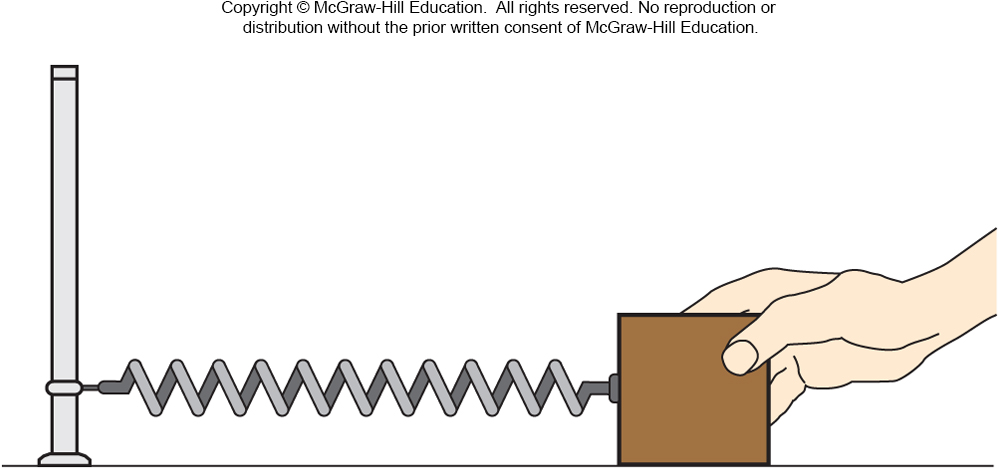 Copyright © McGraw-Hill Education.  All rights reserved. No reproduction or
distribution without the prior written consent of McGraw-Hill Education.